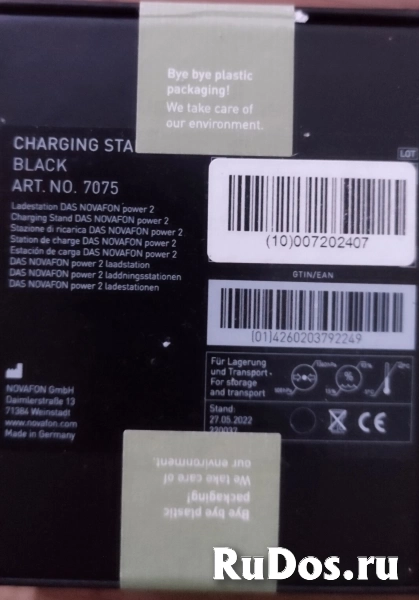 Bye bye plastic
packaging!
We take care of
our environment.
CHARGING STA
BLACK
ART. NO. 7075
Ladestation DAS NOVAFON power 2
Charging Stand DAS NOVAFON power 2
Stazione di ricarica DAS NOVAFON power 2
Station de charge DAS NOVAFON power 2
Estación de carga DAS NOVAFON power 2
DAS NOVAFON power 2 laadstation
DAS NOVAFON power 2 laddningsstationen
DAS NOVAFON power 2 ladestationen
NOVAFON GmbH
Daimlerstraße 13
71384 Weinstadt
www.novafon.com
Made in Germany
LOT
(10)007202407
GTIN/EAN
(01)4260203792249
Für Lagerung
und Transport -
For storage
and transport
Stand:
27.05.2022
220037
CE
Bye bye plastic
packaging!
We take care of
our environment.
RuDos.ru